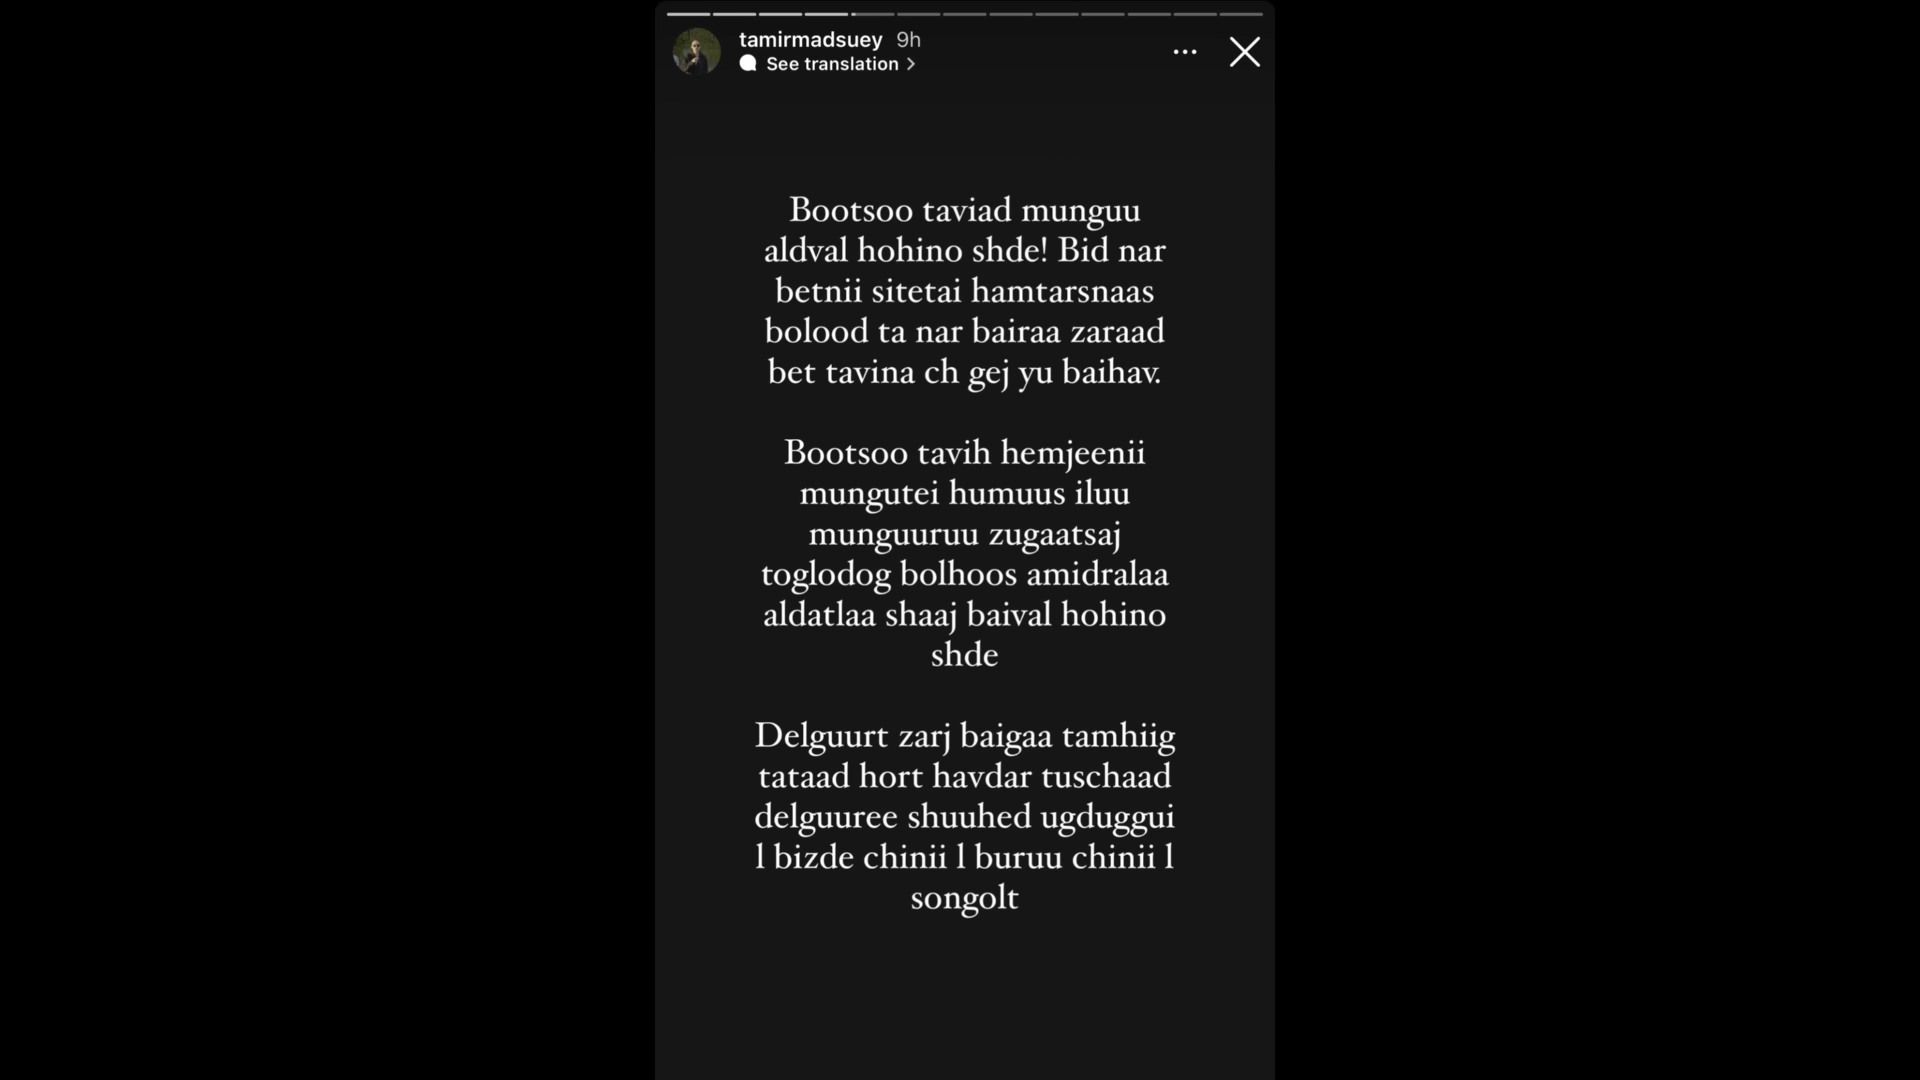 tamirmadsuey 9h
See translation >
Bootsoo taviad munguu
aldval hohino shde! Bid nar
betnii sitetai hamtarsnaas
bolood ta nar bairaa zaraad
bet tavina ch gej yu baihav.
Bootsoo tavih hemjeenii
mungutei humuus iluu
munguuruu zugaatsaj
toglodog bolhoos amidralaa
aldatlaa shaaj baival hohino
shde
Delguurt zarj baigaa tamhiig
tataad hort havdar tuschaad
delguuree shuuhed ugduggui
l bizde chinii l buruu chinii l
songolt